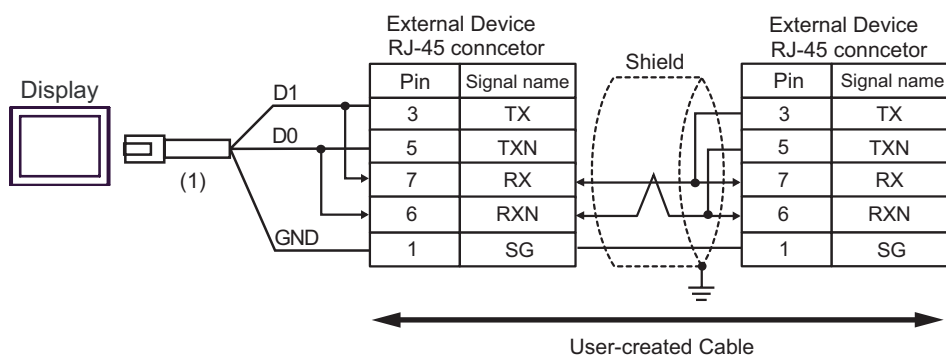 External Device
RJ-45 conncetor
External Device
RJ-45 conncetor
Shield
Display
D1
D0
GND
(1)
Pin Signal name
3 TX
5 TXN
7 RX
6 RXN
1 SG
Pin Signal name
3 TX
5 TXN
7 RX
6 RXN
1 SG
User-created Cable